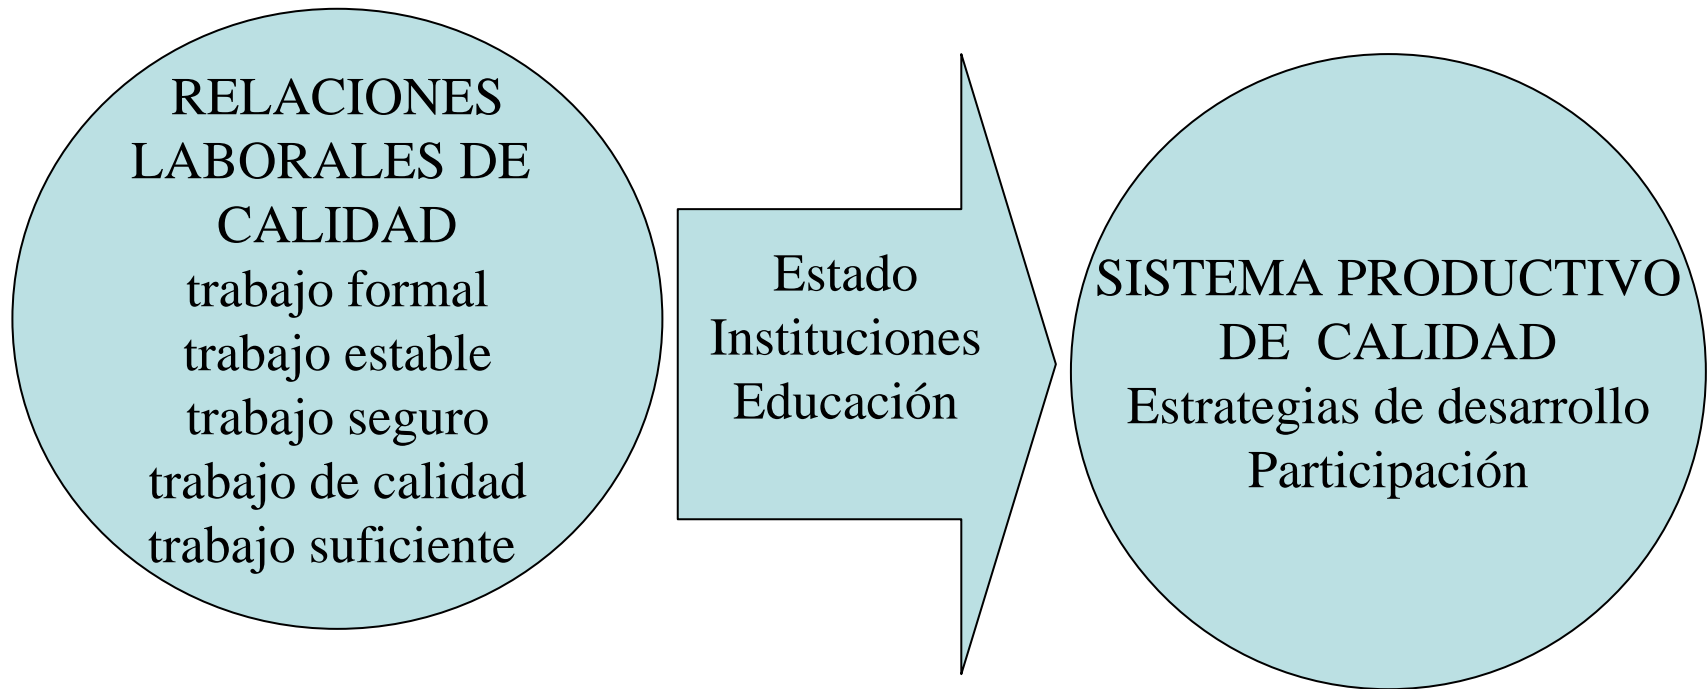 RELACIONES
LABORALES DE
CALIDAD
trabajo formal
trabajo estable
trabajo seguro
trabajo de calidad
trabajo suficiente
Estado
Instituciones
Educación
SISTEMA PRODUCTIVO
DE CALIDAD
Estrategias de desarrollo
Participación